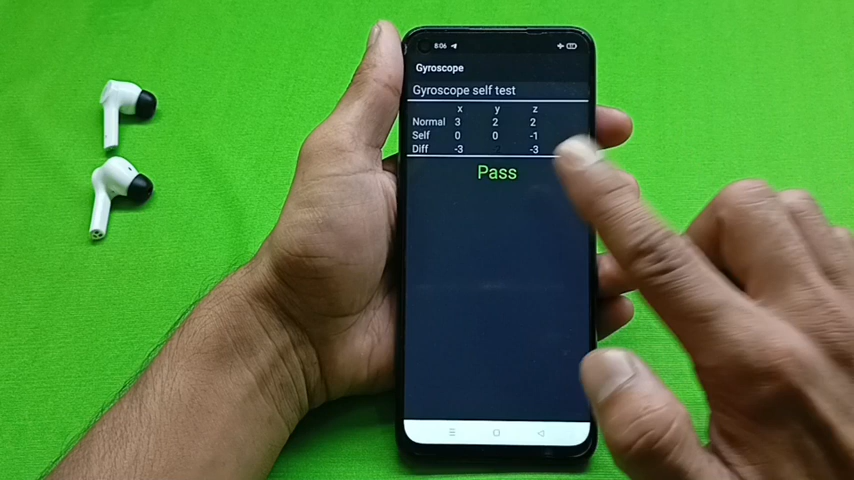 8:06
Gyroscope
Gyroscope self test
x y z
Normal 3 2 2
Self 0 0 -1
Diff -3 -3
Pass